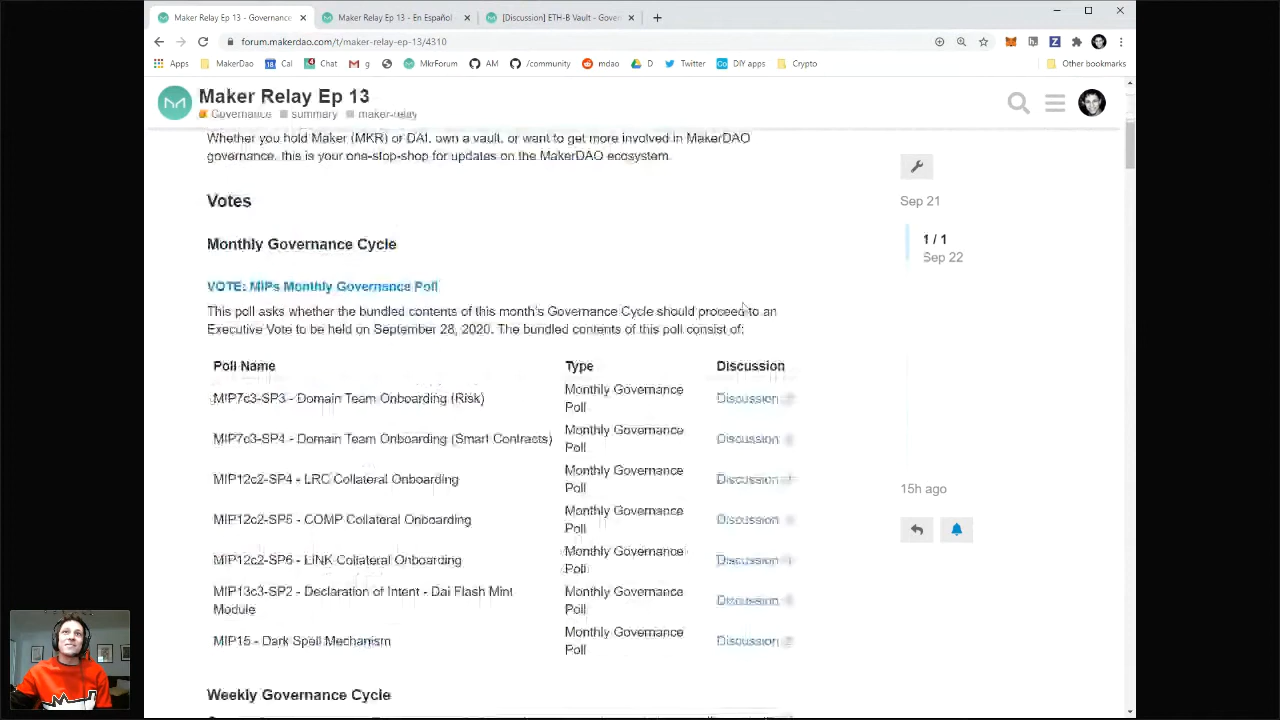 Maker Relay Ep 13 - Governance
Maker Relay Ep 13 - En Español
[Discussion] ETH-B Vault - Gove
forum.makerdao.com/t/maker-relay-ep-13/4310
Apps
MakerDao
Cal
Chat
g
MkrForum
AM
/community
mdao
D
Twitter
DIY apps
Crypto
Other bookmarks
Maker Relay Ep 13
Governance summary maker-relay
Whether you hold Maker (MKR) or DAI, own a vault, or want to get more involved in MakerDAO
governance, this is your one-stop-shop for updates on the MakerDAO ecosystem.
Votes
Monthly Governance Cycle
VOTE: MIPs Monthly Governance Poll
This poll asks whether the bundled contents of this month's Governance Cycle should proceed to an
Executive Vote to be held on September 28, 2020. The bundled contents of this poll consist of:
Poll Name Type Discussion
MIP7c3-SP3 - Domain Team Onboarding (Risk) Monthly Governance Discussion
Poll
MIP7c3-SP4 - Domain Team Onboarding (Smart Contracts) Monthly Governance Discussion
Poll
MIP12c2-SP4 - LRC Collateral Onboarding Monthly Governance Discussion
Poll
MIP12c2-SP5 - COMP Collateral Onboarding Monthly Governance Discussion
Poll
MIP12c2-SP6 - LINK Collateral Onboarding Monthly Governance Discussion
Poll
MIP13c3-SP2 - Declaration of Intent - Dai Flash Mint Monthly Governance Discussion
Module Poll
MIP15 - Dark Spell Mechanism Monthly Governance Discussion
Poll
Weekly Governance Cycle
Sep 21
1 / 1
Sep 22
15h ago